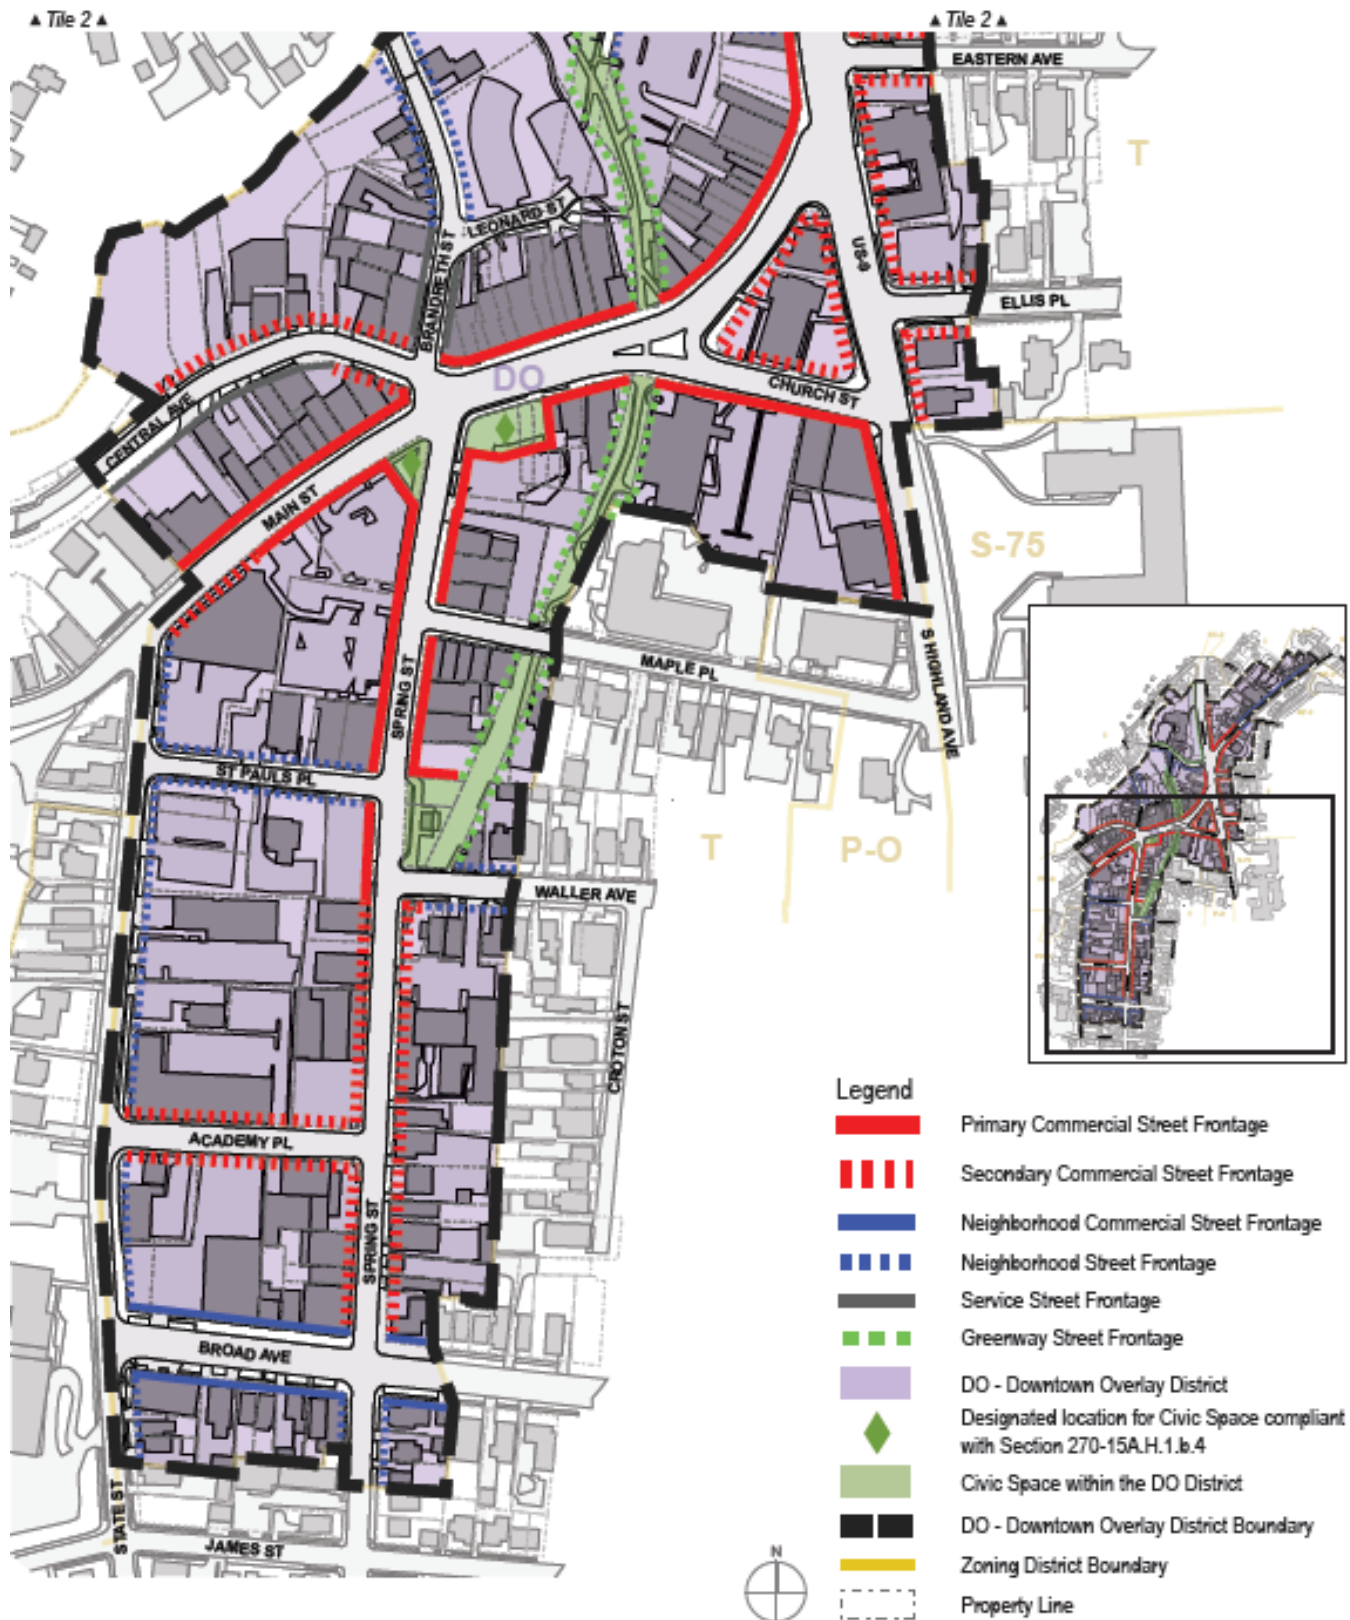 ▲ Tile 2 ▲
▲ Tile 2 ▲
EASTERN AVE
T
LEONARD ST
BRANDRETH ST
US-9
ELLIS PL
DO
CHURCH ST
CENTRAL AVE
MAIN ST
S-75
SPRING ST
MAPLE PL
S HIGHLAND AVE
ST PAULS PL
T
P-O
WALLER AVE
CROTON ST
ACADEMY PL
SPRING ST
BROAD AVE
STATE ST
JAMES ST
N
Legend
Primary Commercial Street Frontage
Secondary Commercial Street Frontage
Neighborhood Commercial Street Frontage
Neighborhood Street Frontage
Service Street Frontage
Greenway Street Frontage
DO - Downtown Overlay District
Designated location for Civic Space compliant
with Section 270-15A.H.1.b.4
Civic Space within the DO District
DO - Downtown Overlay District Boundary
Zoning District Boundary
Property Line